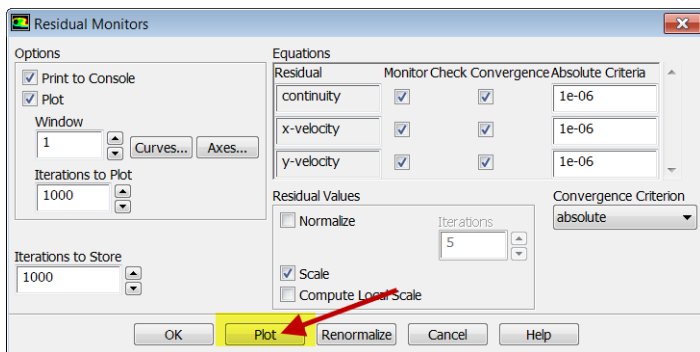 Residual Monitors
Options
Print to Console
Plot
Window
1
Curves...
Axes...
Iterations to Plot
1000
Iterations to Store
1000
Equations
Residual Monitor Check Convergence Absolute Criteria
continuity 1e-06
x-velocity 1e-06
y-velocity 1e-06
Residual Values
Normalize
Iterations
5
Scale
Compute Local Scale
Convergence Criterion
absolute
OK Plot Renormalize Cancel Help